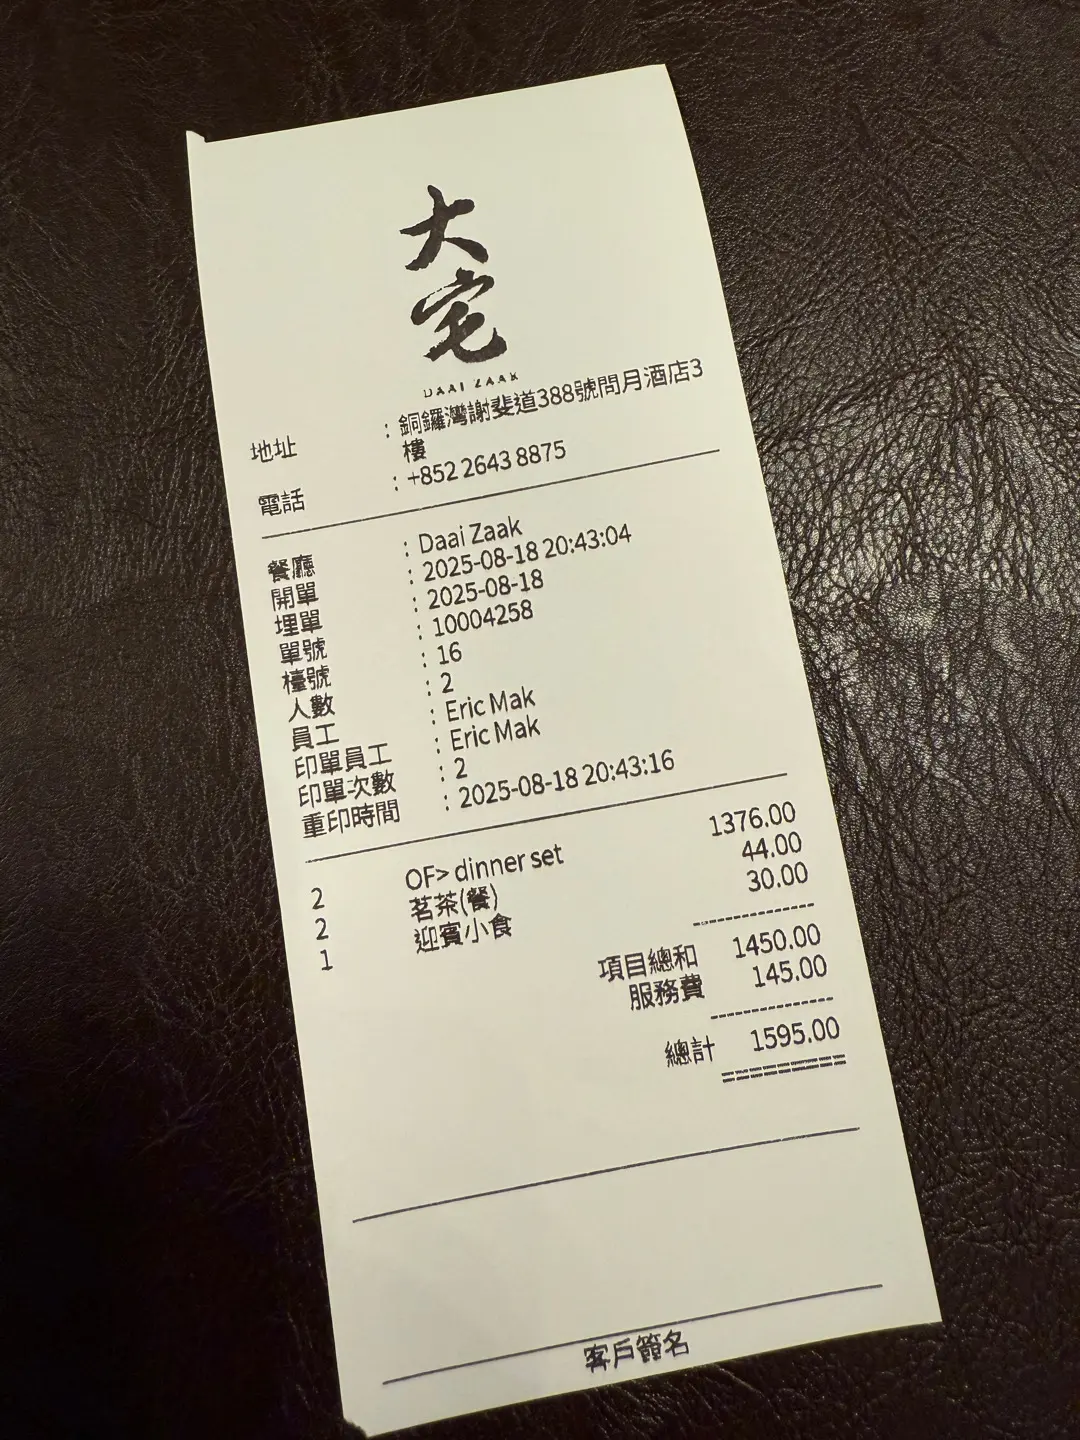 大
宅
DAAI ZAAK
地址 : 銅鑼灣謝斐道388號問月酒店3
樓
電話 : +852 2643 8875
餐廳 : Daai Zaak
開單 : 2025-08-18 20:43:04
埋單 : 2025-08-18
單號 : 10004258
檯號 : 16
人數 : 2
員工 : Eric Mak
印單員工 : Eric Mak
印單次數 : 2
重印時間 : 2025-08-18 20:43:16
2 OF> dinner set 1376.00
2 茗茶(餐) 44.00
1 迎賓小食 30.00
項目總和 1450.00
服務費 145.00
總計 1595.00
客戶簽名